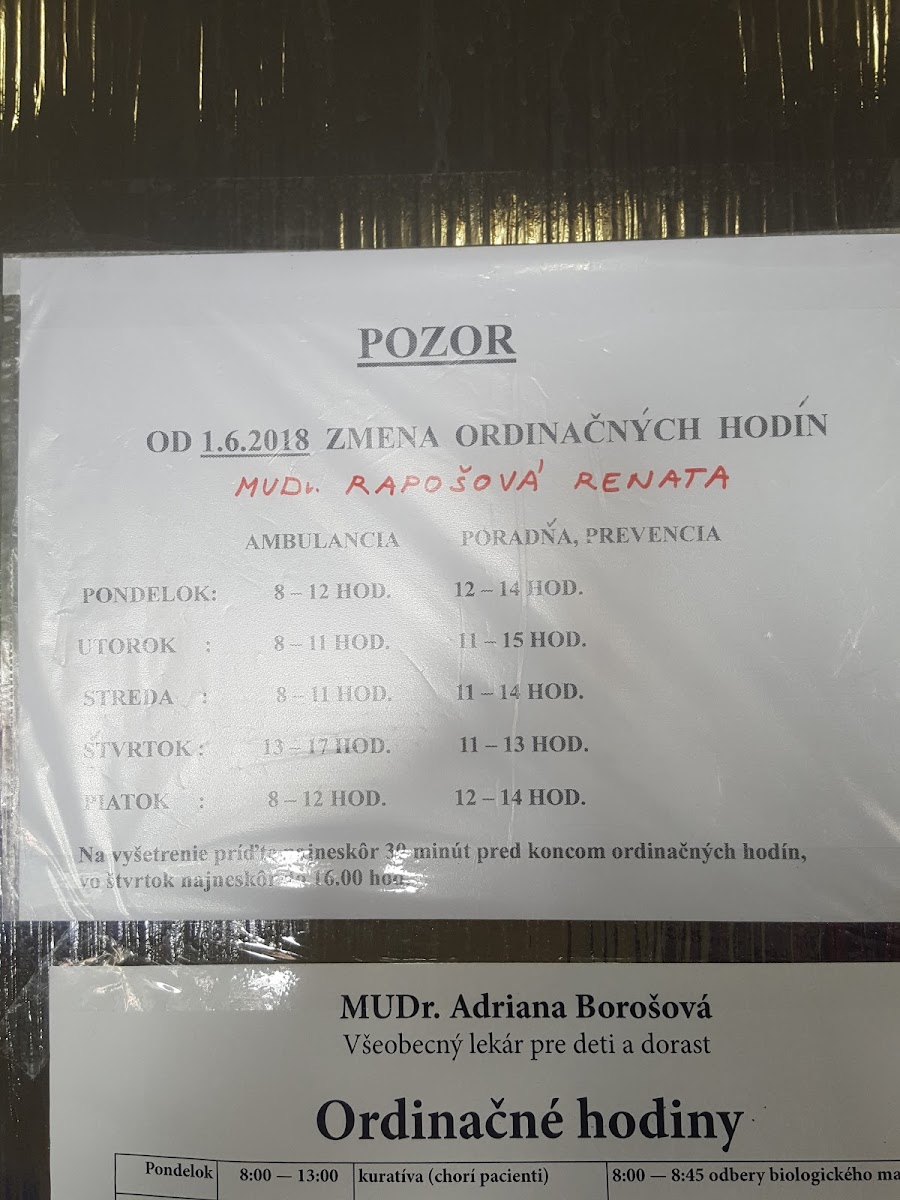 POZOR
OD 1.6.2018 ZMENA ORDINAČNÝCH HODÍN
MUDr. RAPOŠOVÁ RENATA
AMBULANCIA PORADŇA, PREVENCIA
PONDELOK: 8 – 12 HOD. 12 – 14 HOD.
UTOROK : 8 – 11 HOD. 11 – 15 HOD.
STREDA : 8 – 11 HOD. 11 – 14 HOD.
ŠTVRTOK : 13 – 17 HOD. 11 – 13 HOD.
PIATOK : 8 – 12 HOD. 12 – 14 HOD.
Na vyšetrenie príďte najneskôr 30 minút pred koncom ordinačných hodín,
vo štvrtok najneskôr do 16.00 hod
MUDr. Adriana Borošová
Všeobecný lekár pre deti a dorast
Ordinačné hodiny
Pondelok 8:00 — 13:00 kuratíva (chorí pacienti) 8:00 — 8:45 odbery biologického